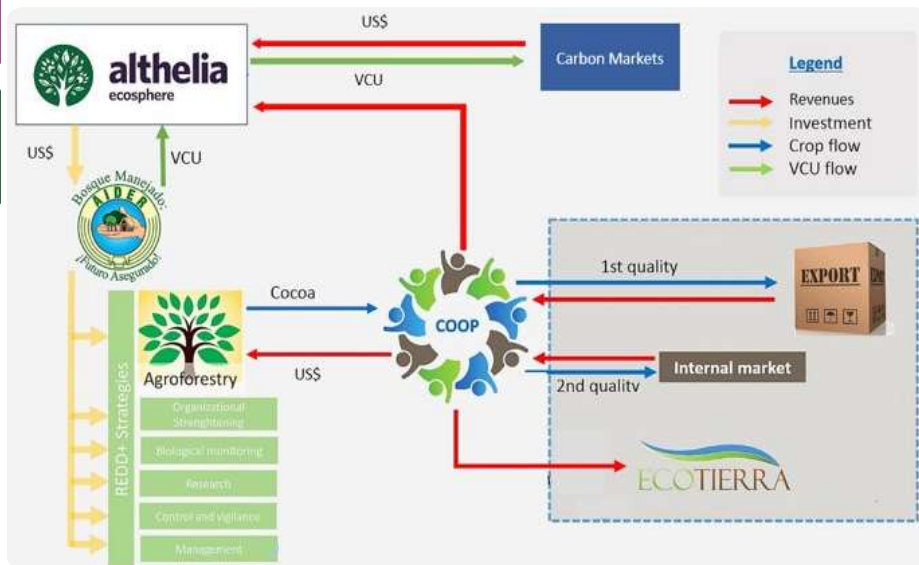 US$
althelia
ecosphere
VCU
Carbon Markets
Legend
Revenues
Investment
Crop flow
VCU flow
US$
VCU
Bosque Manejado:
AIDER
¡Futuro Asegurado!
REDD+ Strategies
Agroforestry
Cocoa
US$
COOP
1st quality
EXPORT
Internal market
2nd quality
ECOTIERRA
Organizational
Strenghtaining
Biological monitoring
Research
Control and vigilance
Management